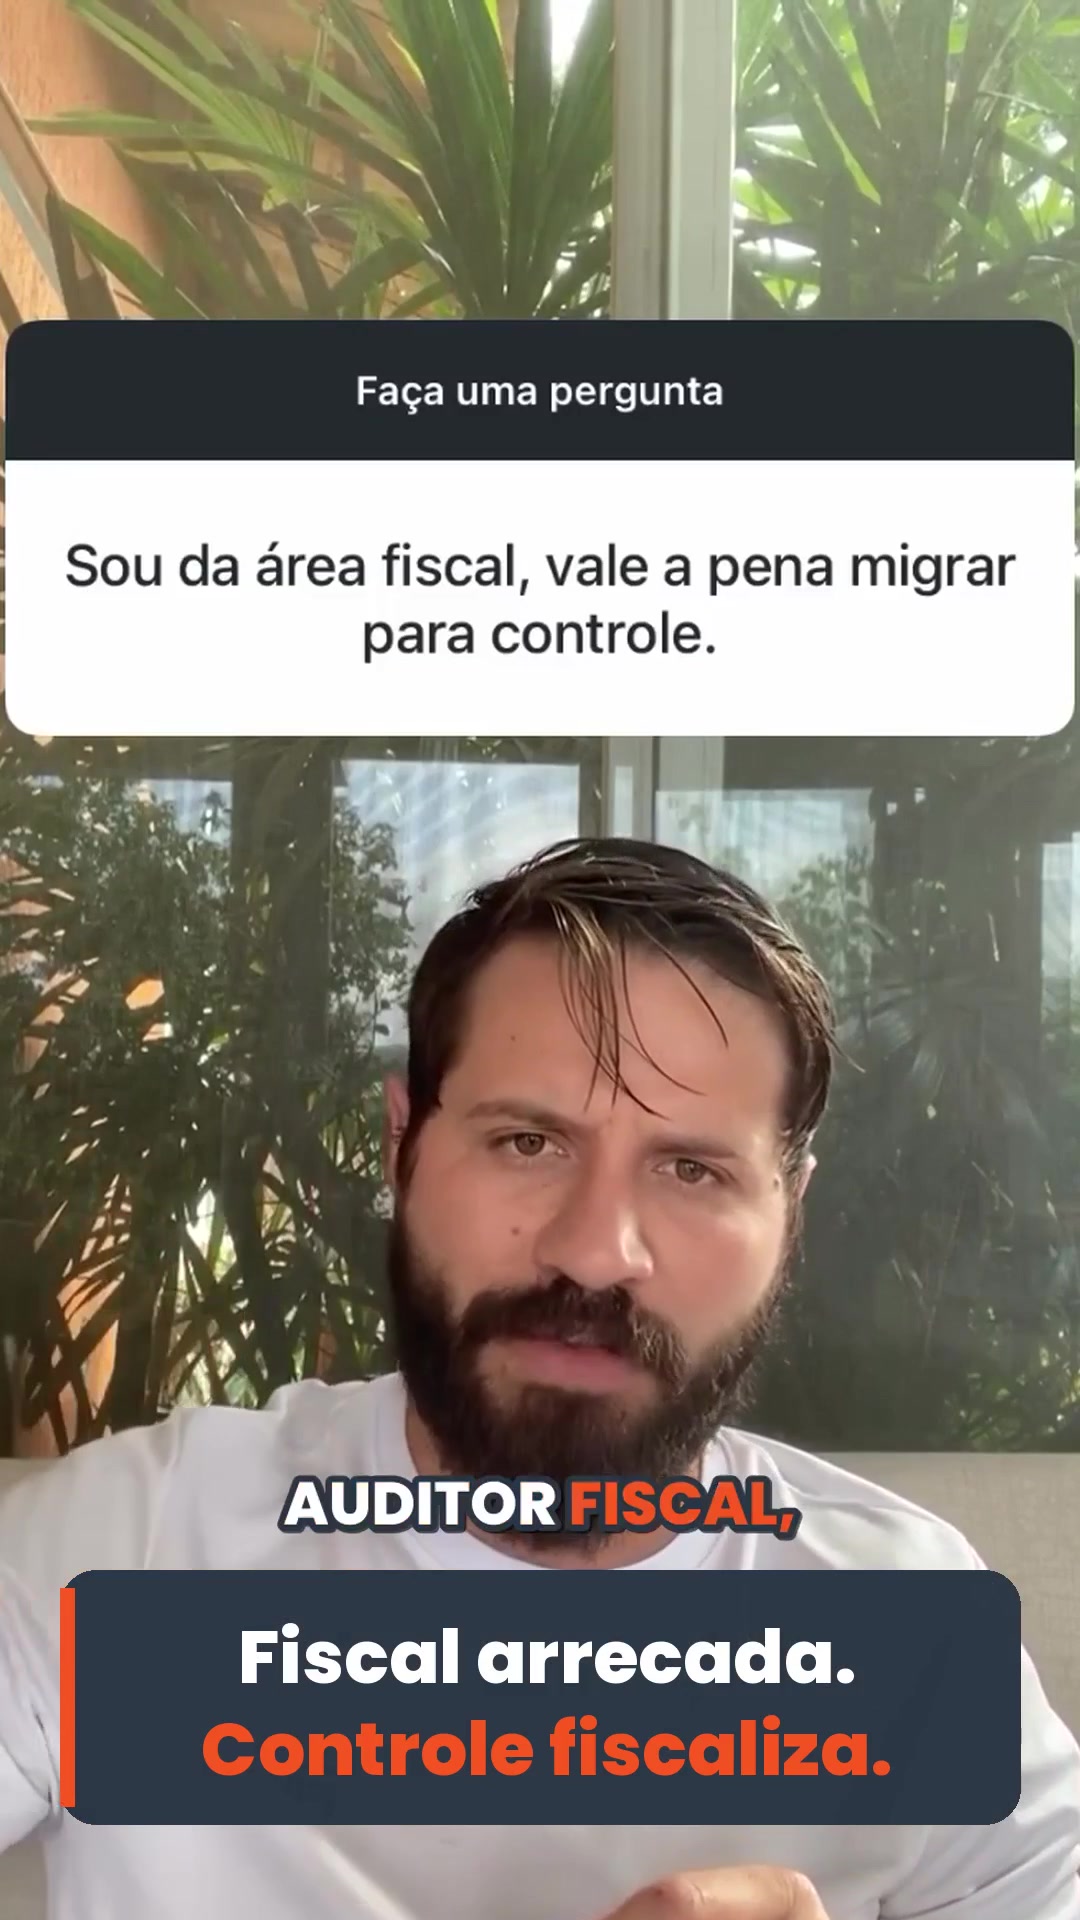 Faça uma pergunta
Sou da área fiscal, vale a pena migrar
para controle.
AUDITOR FISCAL,
Fiscal arrecada.
Controle fiscaliza.